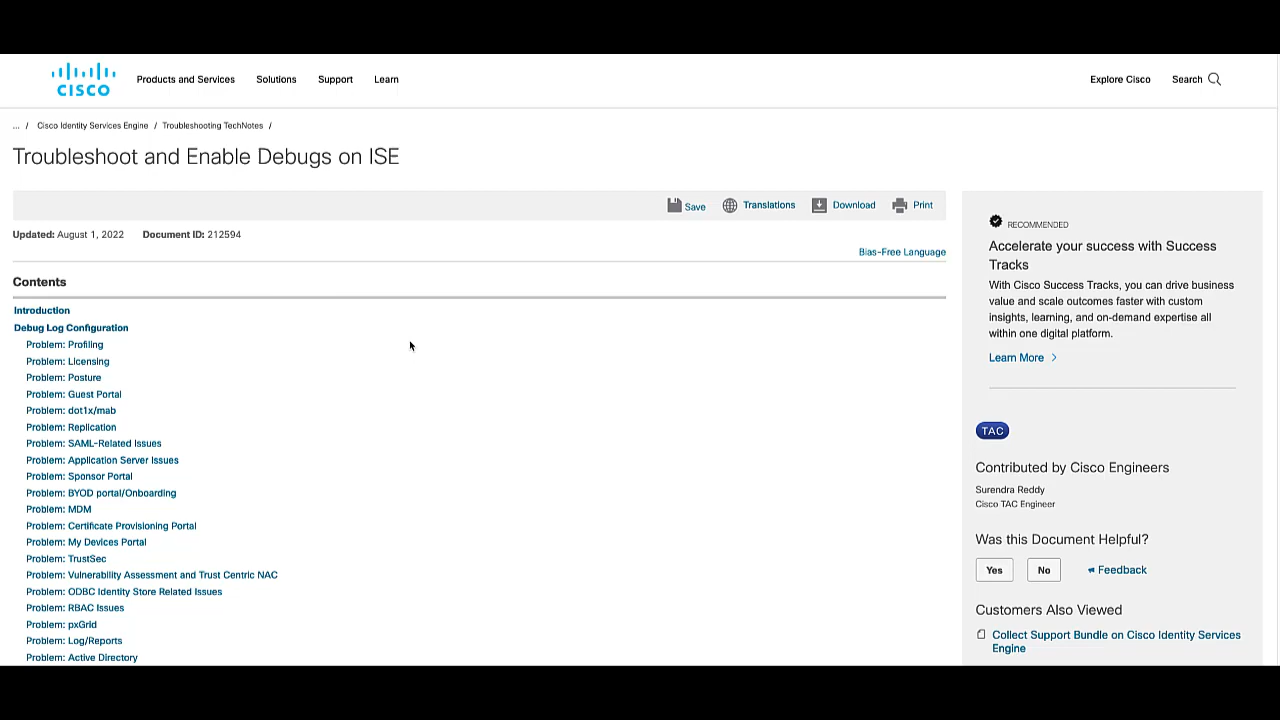 CISCO
Products and Services
Solutions
Support
Learn
Explore Cisco
Search
... / Cisco Identity Services Engine / Troubleshooting TechNotes /
Troubleshoot and Enable Debugs on ISE
Save
Translations
Download
Print
Updated: August 1, 2022 Document ID: 212594
Bias-Free Language
Contents
Introduction
Debug Log Configuration
Problem: Profiling
Problem: Licensing
Problem: Posture
Problem: Guest Portal
Problem: dot1x/mab
Problem: Replication
Problem: SAML-Related Issues
Problem: Application Server Issues
Problem: Sponsor Portal
Problem: BYOD portal/Onboarding
Problem: MDM
Problem: Certificate Provisioning Portal
Problem: My Devices Portal
Problem: TrustSec
Problem: Vulnerability Assessment and Trust Centric NAC
Problem: ODBC Identity Store Related Issues
Problem: RBAC Issues
Problem: pxGrid
Problem: Log/Reports
Problem: Active Directory
RECOMMENDED
Accelerate your success with Success
Tracks
With Cisco Success Tracks, you can drive business
value and scale outcomes faster with custom
insights, learning, and on-demand expertise all
within one digital platform.
Learn More
TAC
Contributed by Cisco Engineers
Surendra Reddy
Cisco TAC Engineer
Was this Document Helpful?
Yes
No
Feedback
Customers Also Viewed
Collect Support Bundle on Cisco Identity Services
Engine